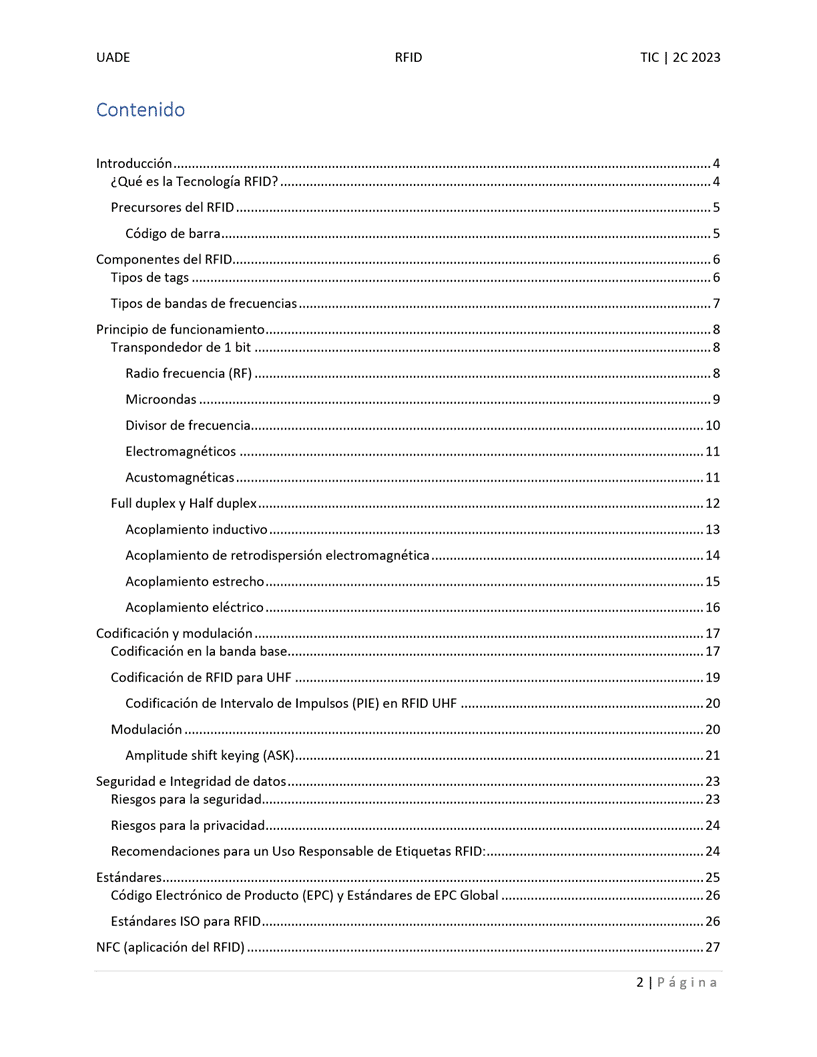 UADE RFID TIC | 2C 2023
Contenido
Introducción 4
¿Qué es la Tecnología RFID? 4
Precursores del RFID 5
Código de barra 5
Componentes del RFID 6
Tipos de tags 6
Tipos de bandas de frecuencias 7
Principio de funcionamiento 8
Transpondedor de 1 bit 8
Radio frecuencia (RF) 8
Microondas 9
Divisor de frecuencia 10
Electromagnéticos 11
Acustomagnéticas 11
Full duplex y Half duplex 12
Acoplamiento inductivo 13
Acoplamiento de retrodispersión electromagnética 14
Acoplamiento estrecho 15
Acoplamiento eléctrico 16
Codificación y modulación 17
Codificación en la banda base 17
Codificación de RFID para UHF 19
Codificación de Intervalo de Impulsos (PIE) en RFID UHF 20
Modulación 20
Amplitude shift keying (ASK) 21
Seguridad e Integridad de datos 23
Riesgos para la seguridad 23
Riesgos para la privacidad 24
Recomendaciones para un Uso Responsable de Etiquetas RFID: 24
Estándares 25
Código Electrónico de Producto (EPC) y Estándares de EPC Global 26
Estándares ISO para RFID 26
NFC (aplicación del RFID) 27
2 | Página